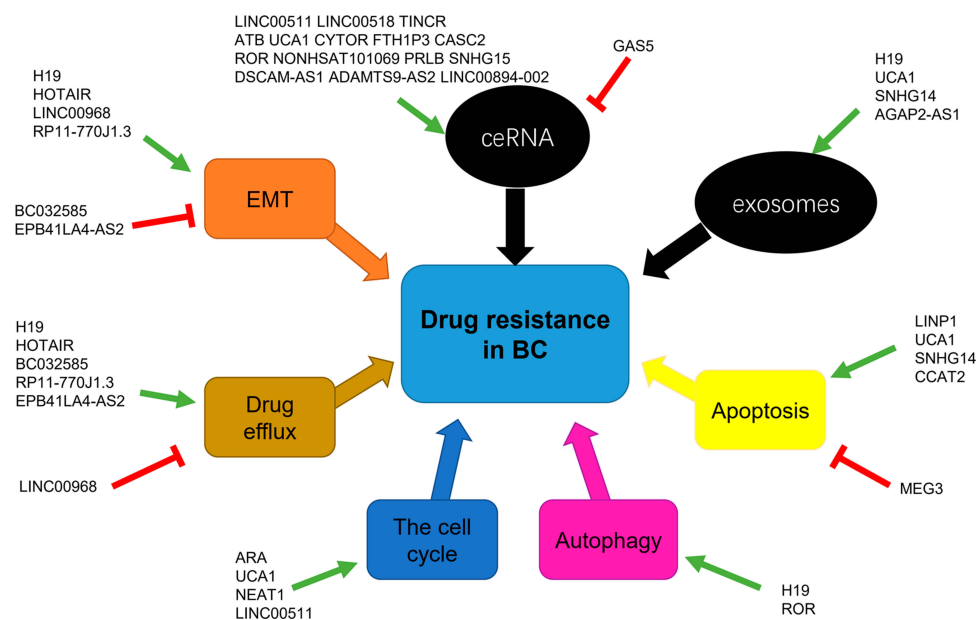 LINC00511 LINC00518 TINCR
ATB UCA1 CYTOR FTH1P3 CASC2
ROR NONHSAT101069 PRLB SNHG15
DSCAM-AS1 ADAMTS9-AS2 LINC00894-002
GAS5
H19
UCA1
SNHG14
AGAP2-AS1
H19
HOTAIR
LINC00968
RP11-770J1.3
ceRNA
EMT
exosomes
BC032585
EPB41LA4-AS2
Drug resistance
in BC
H19
HOTAIR
BC032585
RP11-770J1.3
EPB41LA4-AS2
LINP1
UCA1
SNHG14
CCAT2
Drug
efflux
Apoptosis
LINC00968
MEG3
The cell
cycle
Autophagy
ARA
UCA1
NEAT1
LINC00511
H19
ROR